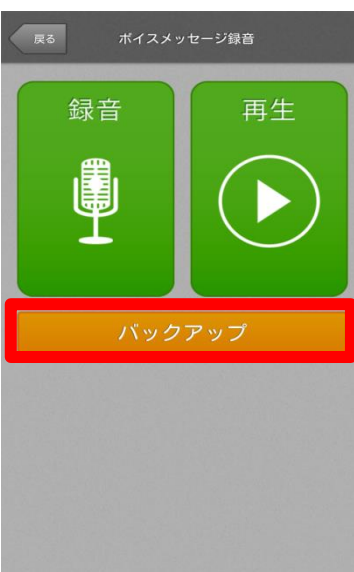 戻る
ボイスメッセージ録音
録音
再生
バックアップ